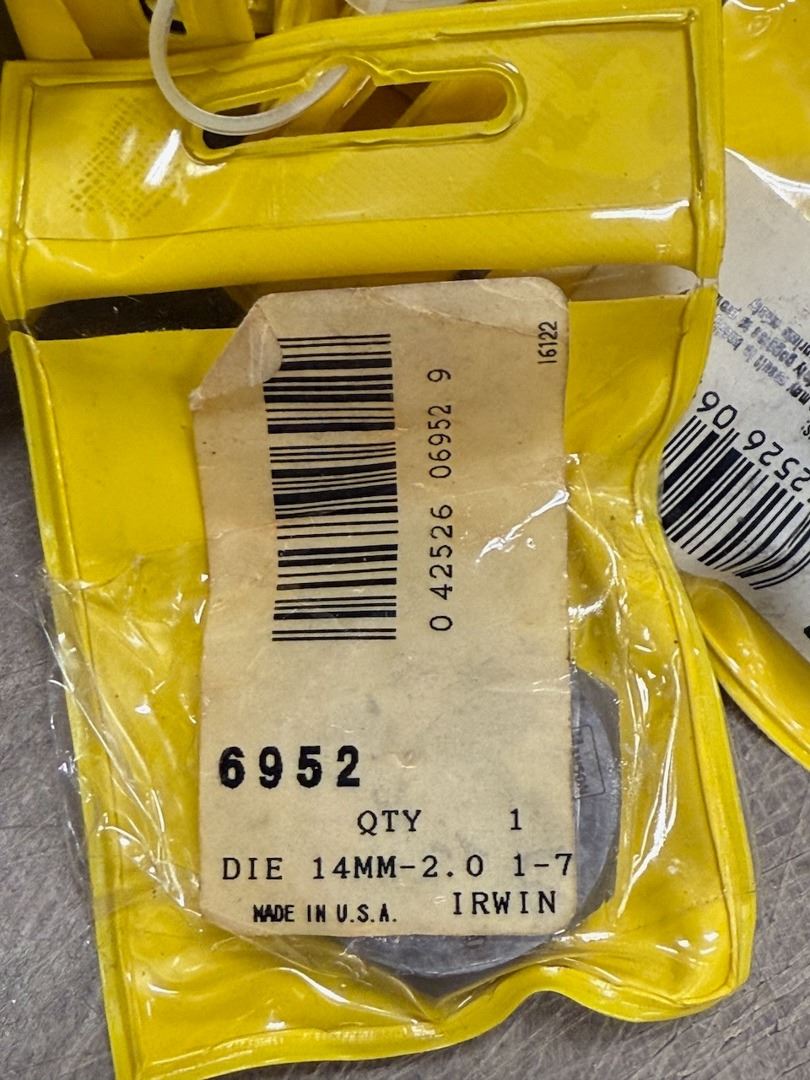 16122
0 42526 06952 9
6952
QTY 1
DIE 14MM-2.0 1-7
MADE IN U.S.A. IRWIN
2526 06